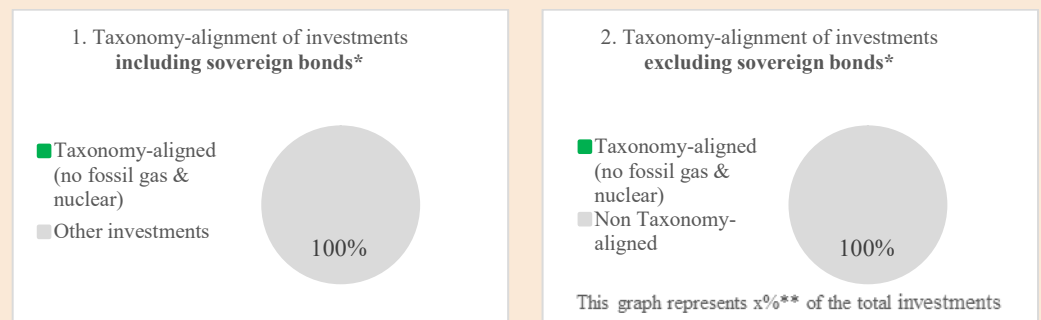 1. Taxonomy-alignment of investments
including sovereign bonds*
Taxonomy-aligned
(no fossil gas &
nuclear)
Other investments
100%
2. Taxonomy-alignment of investments
excluding sovereign bonds*
Taxonomy-aligned
(no fossil gas &
nuclear)
Non Taxonomy-
aligned
100%
This graph represents x%** of the total investments